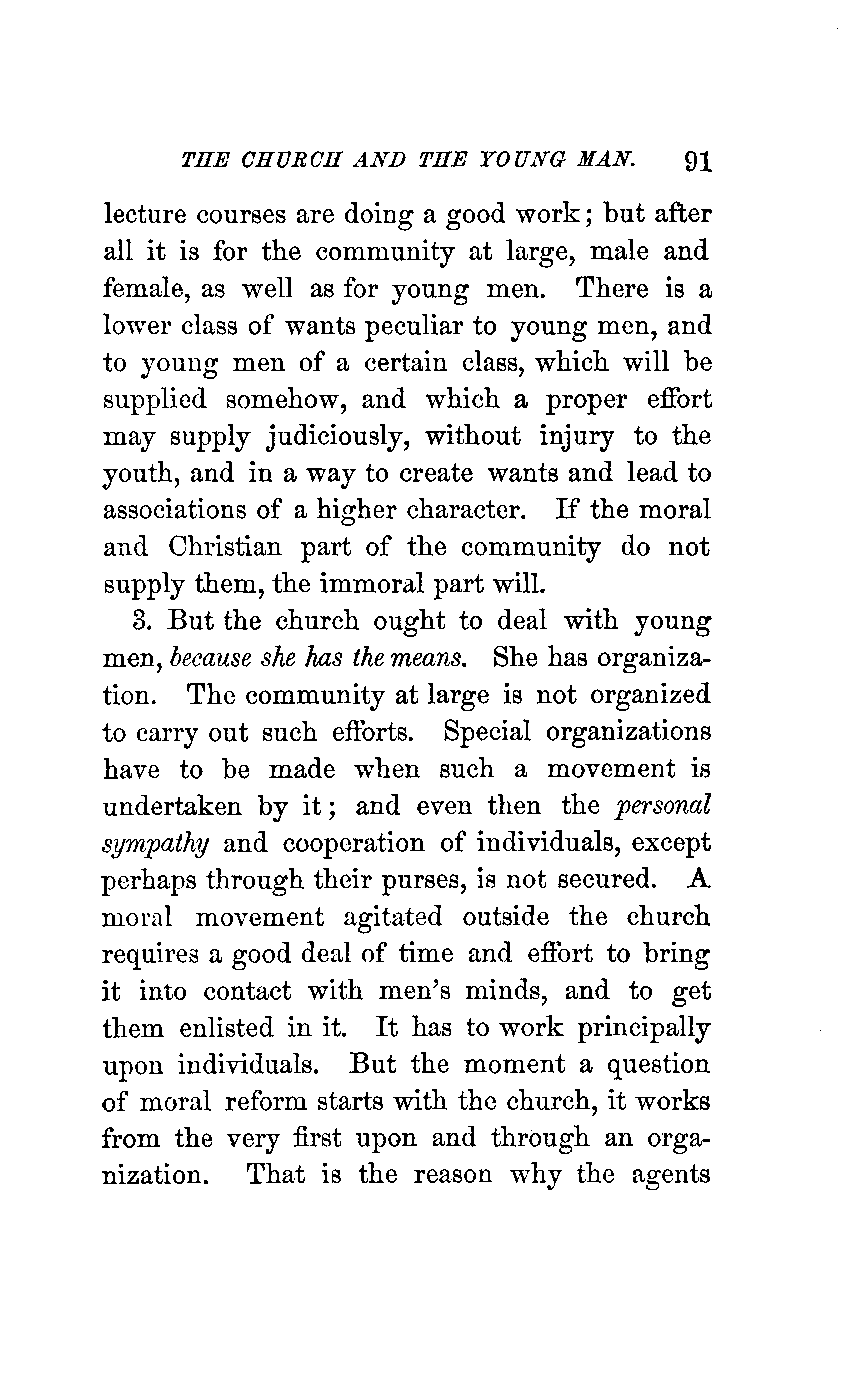 THE CHURCH AND THE YOUNG MAN. 91
lecture courses are doing a good work; but after
all it is for the community at large, male and
female, as well as for young men. There is a
lower class of wants peculiar to young men, and
to young men of a certain class, which will be
supplied somehow, and which a proper effort
may supply judiciously, without injury to the
youth, and in a way to create wants and lead to
associations of a higher character. If the moral
and Christian part of the community do not
supply them, the immoral part will.
3. But the church ought to deal with young
men, because she has the means. She has organiza-
tion. The community at large is not organized
to carry out such efforts. Special organizations
have to be made when such a movement is
undertaken by it; and even then the personal
sympathy and cooperation of individuals, except
perhaps through their purses, is not secured. A
moral movement agitated outside the church
requires a good deal of time and effort to bring
it into contact with men's minds, and to get
them enlisted in it. It has to work principally
upon individuals. But the moment a question
of moral reform starts with the church, it works
from the very first upon and through an orga-
nization. That is the reason why the agents